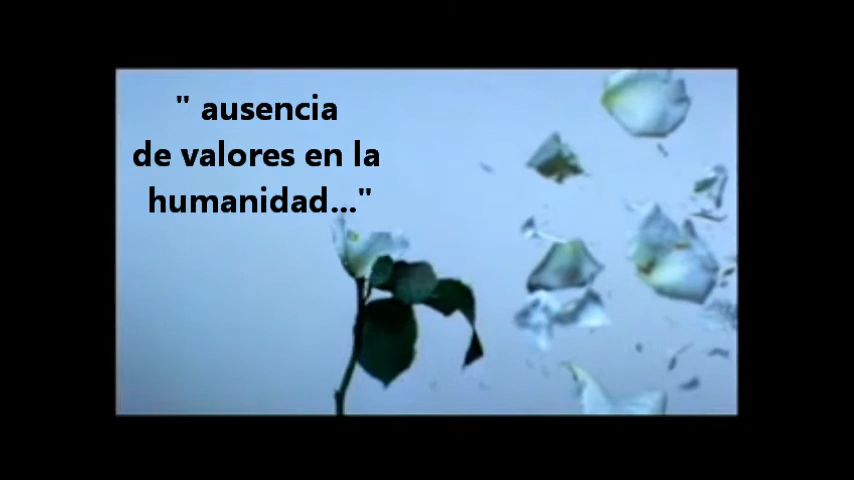 " ausencia
de valores en la
humanidad..."